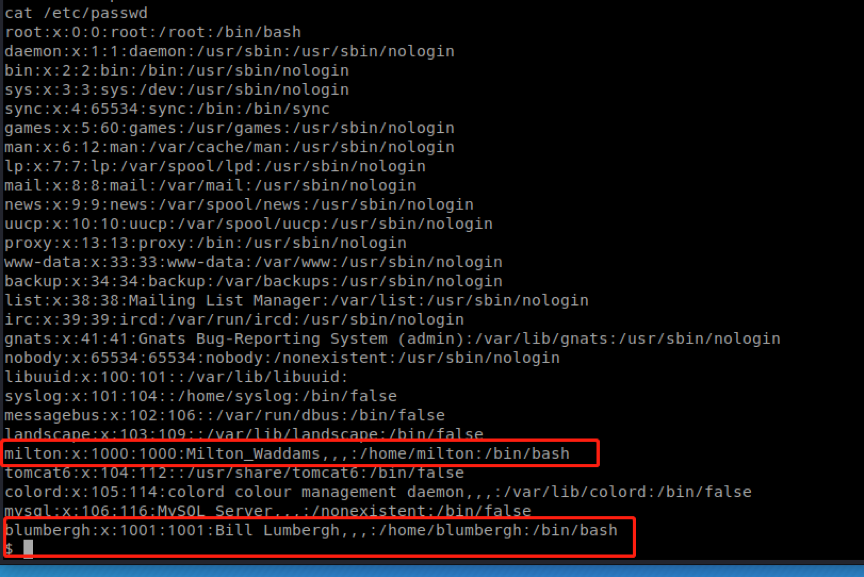 cat /etc/passwd
root:x:0:0:root:/root:/bin/bash
daemon:x:1:1:daemon:/usr/sbin:/usr/sbin/nologin
bin:x:2:2:bin:/bin:/usr/sbin/nologin
sys:x:3:3:sys:/dev:/usr/sbin/nologin
sync:x:4:65534:sync:/bin:/bin/sync
games:x:5:60:games:/usr/games:/usr/sbin/nologin
man:x:6:12:man:/var/cache/man:/usr/sbin/nologin
lp:x:7:7:lp:/var/spool/lpd:/usr/sbin/nologin
mail:x:8:8:mail:/var/mail:/usr/sbin/nologin
news:x:9:9:news:/var/spool/news:/usr/sbin/nologin
uucp:x:10:10:uucp:/var/spool/uucp:/usr/sbin/nologin
proxy:x:13:13:proxy:/bin:/usr/sbin/nologin
www-data:x:33:33:www-data:/var/www:/usr/sbin/nologin
backup:x:34:34:backup:/var/backups:/usr/sbin/nologin
list:x:38:38:Mailing List Manager:/var/list:/usr/sbin/nologin
irc:x:39:39:ircd:/var/run/ircd:/usr/sbin/nologin
gnats:x:41:41:Gnats Bug-Reporting System (admin):/var/lib/gnats:/usr/sbin/nologin
nobody:x:65534:65534:nobody:/nonexistent:/usr/sbin/nologin
libuuid:x:100:101::/var/lib/libuuid:
syslog:x:101:104::/home/syslog:/bin/false
messagebus:x:102:106::/var/run/dbus:/bin/false
landscape:x:103:109::/var/lib/landscape:/bin/false
milton:x:1000:1000:Milton_Waddams,,,:/home/milton:/bin/bash
tomcat6:x:104:112::/usr/share/tomcat6:/bin/false
colord:x:105:114:colord colour management daemon,,,:/var/lib/colord:/bin/false
mysql:x:106:116:MySQL Server,,,:/nonexistent:/bin/false
blumbergh:x:1001:1001:Bill Lumbergh,,,:/home/blumbergh:/bin/bash
$